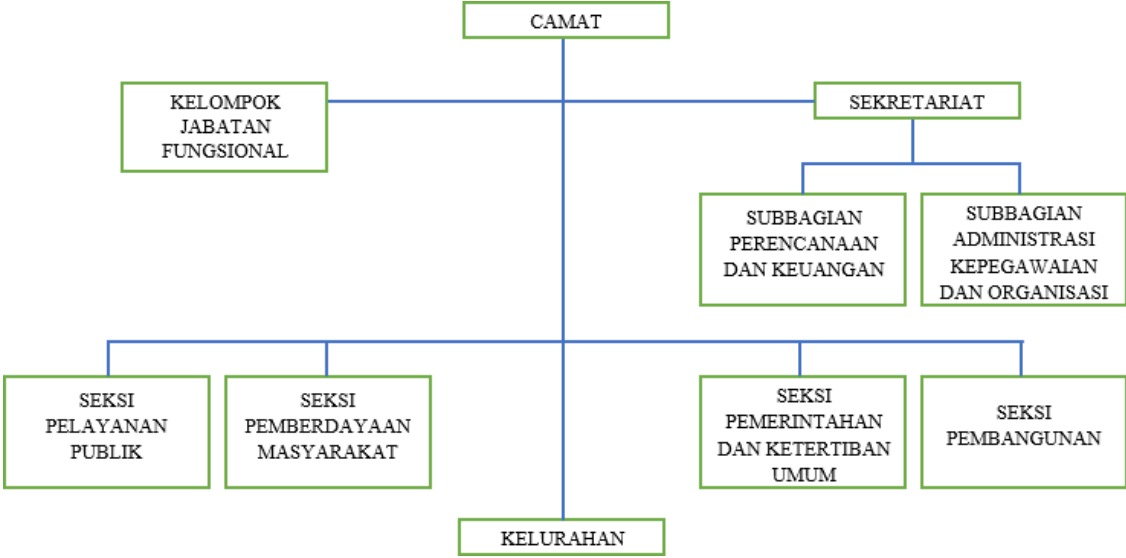 CAMAT
KELOMPOK
JABATAN
FUNGSIONAL
SEKRETARIAT
SUBBAGIAN
PERENCANAAN
DAN KEUANGAN
SUBBAGIAN
ADMINISTRASI
KEPEGAWAIAN
DAN ORGANISASI
SEKSI
PELAYANAN
PUBLIK
SEKSI
PEMBERDAYAAN
MASYARAKAT
SEKSI
PEMERINTAHAN
DAN KETERTIBAN
UMUM
SEKSI
PEMBANGUNAN
KELURAHAN